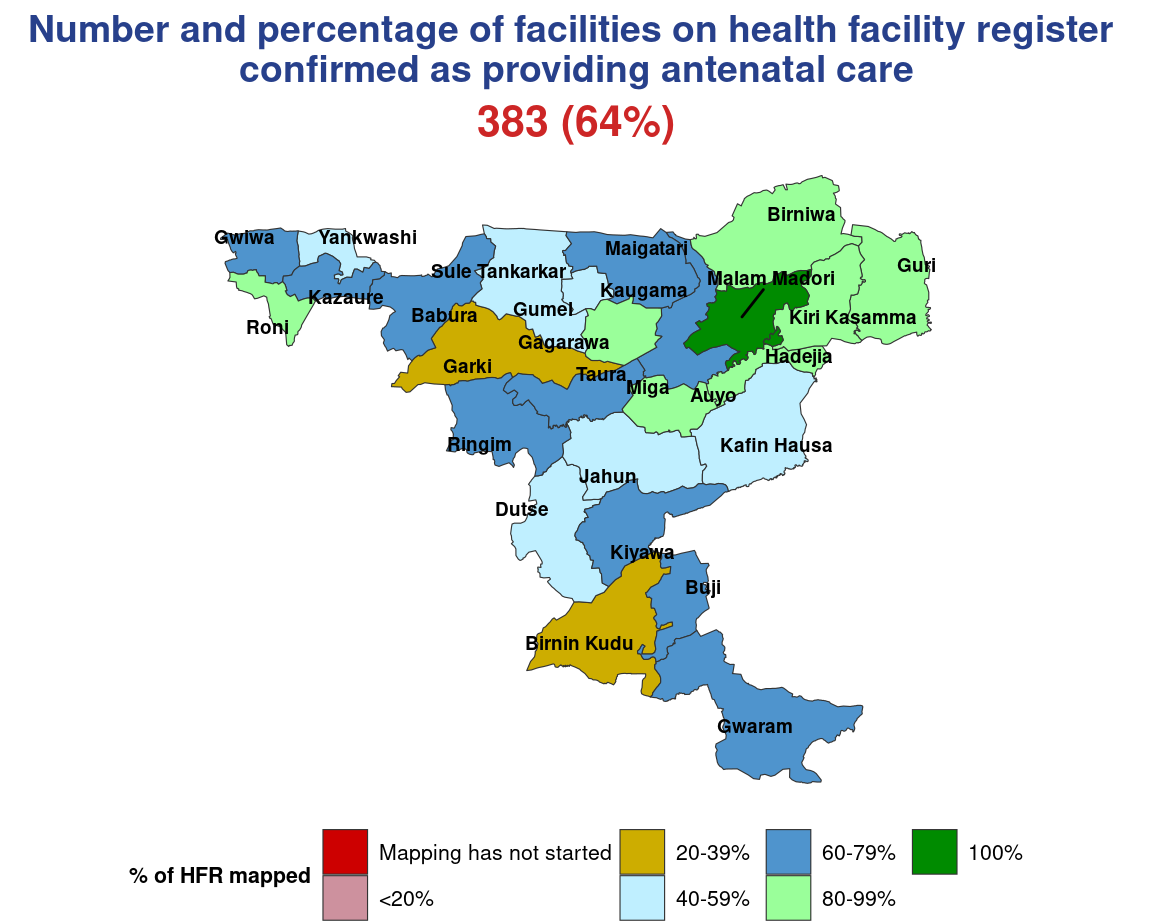 Number and percentage of facilities on health facility register
confirmed as providing antenatal care
383 (64%)
Birniwa
Gwiwa
Yankwashi
Maigatari
Guri
Sule Tankarkar
Malam Madori
Kaugama
Kazaure
Gumel
Babura
Kiri Kasamma
Roni
Gagarawa
Hadejia
Garki
Taura
Miga
Auyo
Ringim
Kafin Hausa
Jahun
Dutse
Kiyawa
Buji
Birnin Kudu
Gwaram
% of HFR mapped
Mapping has not started
<20%
20-39%
40-59%
60-79%
80-99%
100%